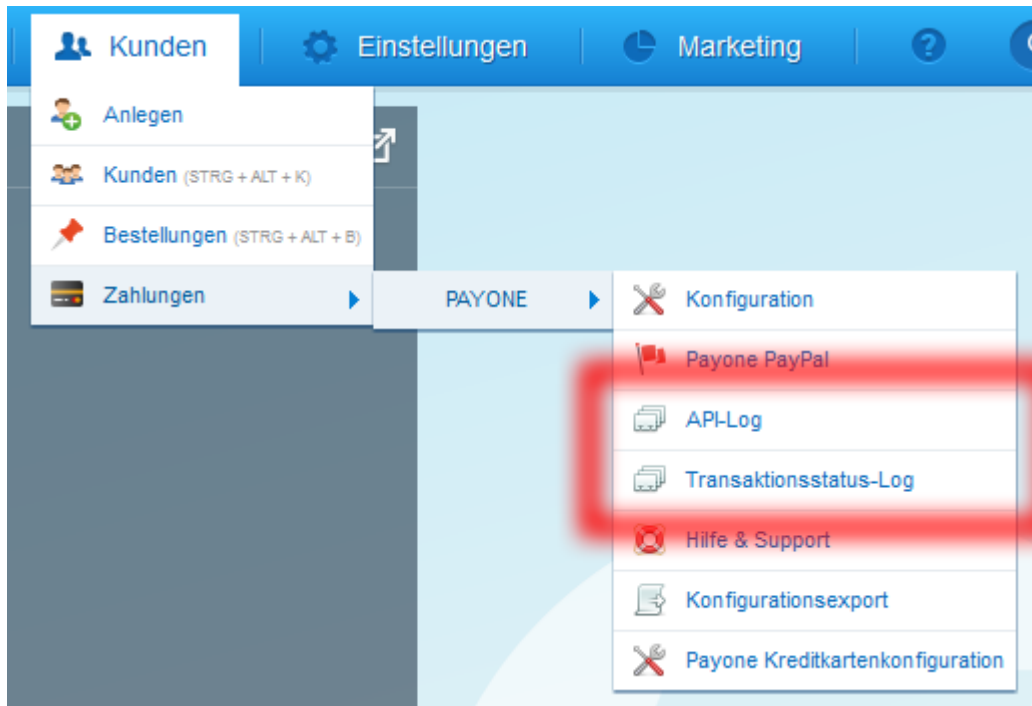 Kunden
Einstellungen
Marketing
?
Anlegen
Kunden (STRG + ALT + K)
Bestellungen (STRG + ALT + B)
Zahlungen
PAYONE
Konfiguration
Payone PayPal
API-Log
Transaktionsstatus-Log
Hilfe & Support
Konfigurationsexport
Payone Kreditkartenkonfiguration